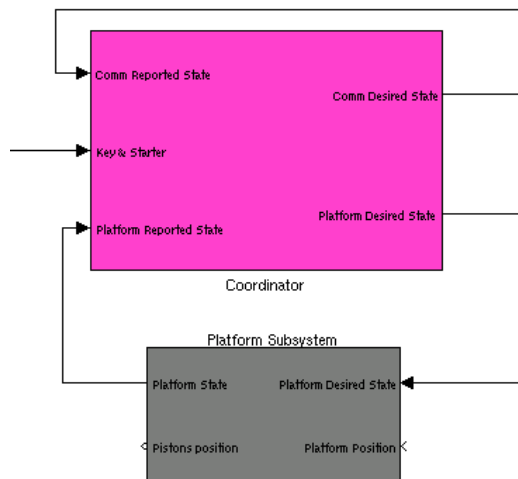 Comm Reported State
Comm Desired State
Key & Starter
Platform Desired State
Platform Reported State
Coordinator
Platform Subsystem
Platform State
Platform Desired State
Pistons position
Platform Position